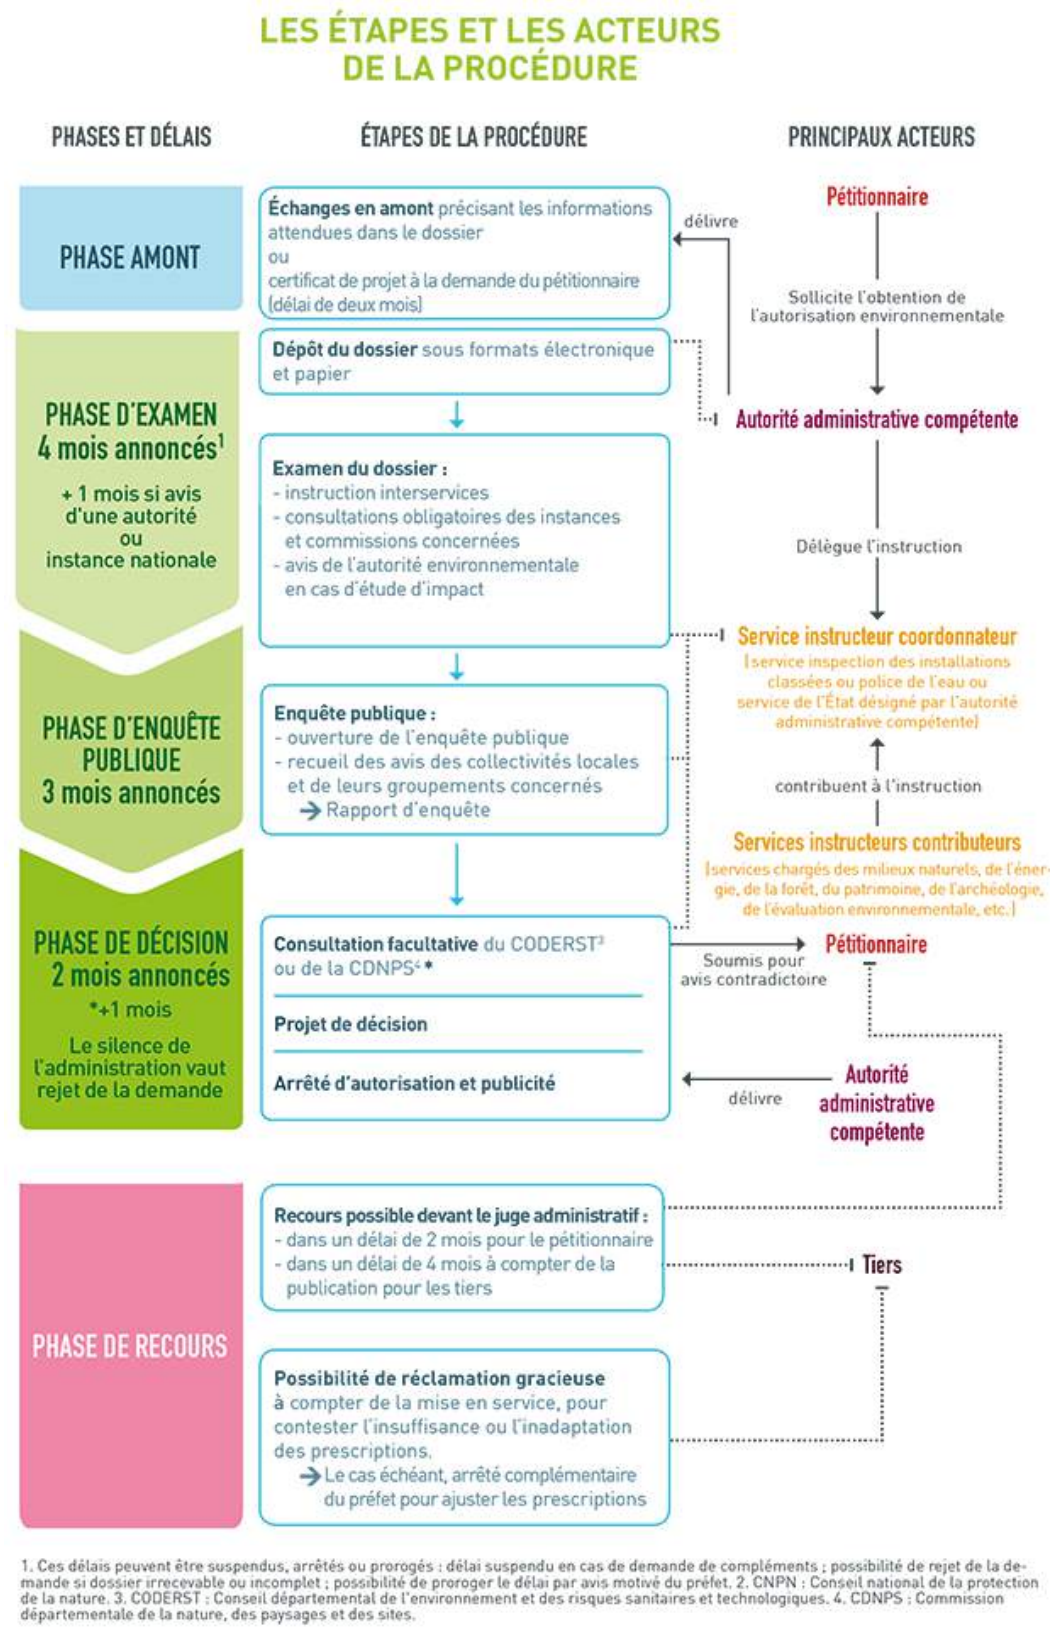 LES ÉTAPES ET LES ACTEURS
DE LA PROCÉDURE
PHASES ET DÉLAIS
ÉTAPES DE LA PROCÉDURE
PRINCIPAUX ACTEURS
PHASE AMONT
Échanges en amont précisant les informations
attendues dans le dossier
ou
certificat de projet à la demande du pétitionnaire
(délai de deux mois)
délivre
Pétitionnaire
Sollicite l'obtention de
l'autorisation environnementale
PHASE D'EXAMEN
4 mois annoncés¹
+ 1 mois si avis
d'une autorité
ou
instance nationale
Dépôt du dossier sous formats électronique
et papier
Autorité administrative compétente
Examen du dossier :
- instruction interservices
- consultations obligatoires des instances
et commissions concernées
- avis de l'autorité environnementale
en cas d'étude d'impact
Délègue l'instruction
Service instructeur coordonnateur
(service inspection des installations
classées ou police de l'eau ou
service de l'État désigné par l'autorité
administrative compétente)
PHASE D'ENQUÊTE
PUBLIQUE
3 mois annoncés
Enquête publique :
- ouverture de l'enquête publique
- recueil des avis des collectivités locales
et de leurs groupements concernés
→ Rapport d'enquête
contribuent à l'instruction
Services instructeurs contributeurs
(services chargés des milieux naturels, de l'éner-
gie, de la forêt, du patrimoine, de l'archéologie,
de l'évaluation environnementale, etc.)
PHASE DE DÉCISION
2 mois annoncés
*+1 mois
Le silence de
l'administration vaut
rejet de la demande
Consultation facultative du CODERST³
ou de la CDNPS⁴ *
Projet de décision
Arrêté d'autorisation et publicité
Soumis pour
avis contradictoire
Pétitionnaire
délivre
Autorité
administrative
compétente
PHASE DE RECOURS
Recours possible devant le juge administratif :
- dans un délai de 2 mois pour le pétitionnaire
- dans un délai de 4 mois à compter de la
publication pour les tiers
Tiers
Possibilité de réclamation gracieuse
à compter de la mise en service, pour
contester l'insuffisance ou l'inadaptation
des prescriptions.
→ Le cas échéant, arrêté complémentaire
du préfet pour ajuster les prescriptions
1. Ces délais peuvent être suspendus, arrêtés ou prorogés : délai suspendu en cas de demande de compléments ; possibilité de rejet de la de-
mande si dossier irrecevable ou incomplet ; possibilité de proroger le délai par avis motivé du préfet. 2. CNPN : Conseil national de la protection
de la nature. 3. CODERST : Conseil départemental de l'environnement et des risques sanitaires et technologiques. 4. CDNPS : Commission
départementale de la nature, des paysages et des sites.